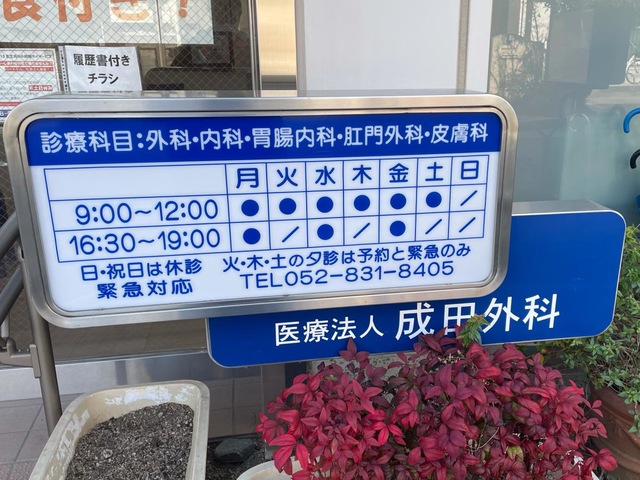 履歴書付き
チラシ
診療科目:外科・内科・胃腸内科・肛門外科・皮膚科
月 火 水 木 金 土 日
9:00～12:00 ● ● ● ● ● ● /
16:30～19:00 ● / ● / ● / /
日・祝日は休診 火・木・土の夕診は予約と緊急のみ
緊急対応 TEL052-831-8405
医療法人 成田外科